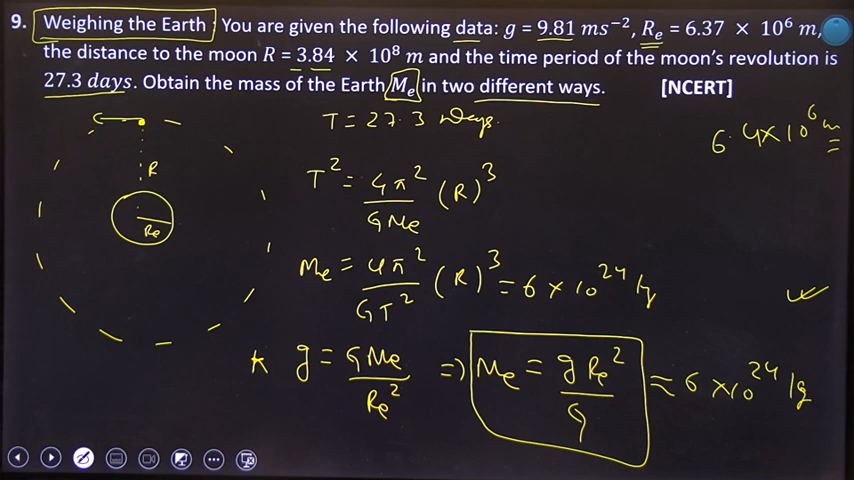 9. Weighing the Earth : You are given the following data: g = 9.81 ms⁻², Rₑ = 6.37 × 10⁶ m,
the distance to the moon R = 3.84 × 10⁸ m and the time period of the moon's revolution is
27.3 days. Obtain the mass of the Earth Mₑ in two different ways. [NCERT]
T = 27.3 days.
6.4 × 10⁶ m
R
Re
T² = 4π²/GMe (R)³
Me = 4π²/GT² (R)³ = 6 × 10²⁴ kg
* g = GMe/Re² ⇒ Me = gRe²/G ≈ 6 × 10²⁴ kg